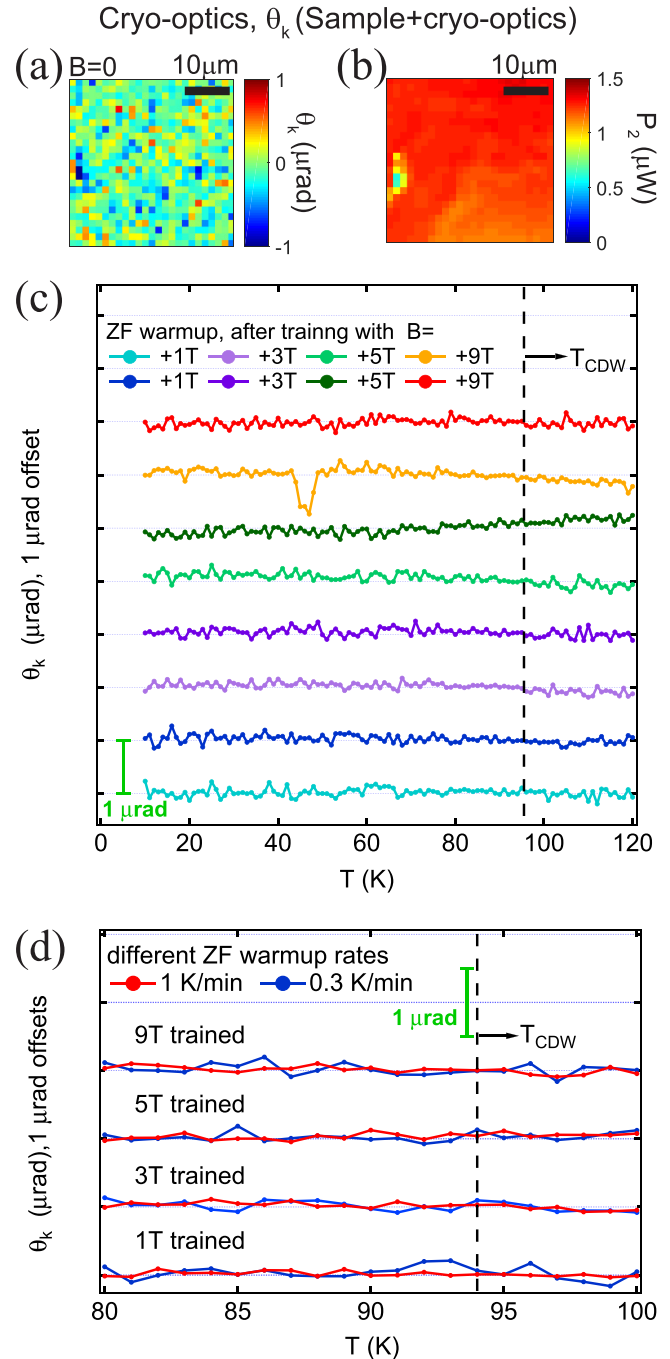 Cryo-optics, θk (Sample+cryo-optics)
(a) B=0 10μm
1
0
-1
θk (μrad)
(b) 10μm
1.5
1
0.5
0
P2 (μW)
(c)
ZF warmup, after trainng with B=
+1T +3T +5T +9T
+1T +3T +5T +9T
TCDW
1 μrad
θk (μrad), 1 μrad offset
0 20 40 60 80 100 120
T (K)
(d)
different ZF warmup rates
1 K/min 0.3 K/min
1 μrad
TCDW
9T trained
5T trained
3T trained
1T trained
θk (μrad),1 μrad offsets
80 85 90 95 100
T (K)